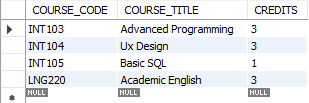 COURSE_CODE COURSE_TITLE CREDITS
INT103 Advanced Programming 3
INT104 Ux Design 3
INT105 Basic SQL 1
LNG220 Academic English 3
NULL NULL NULL